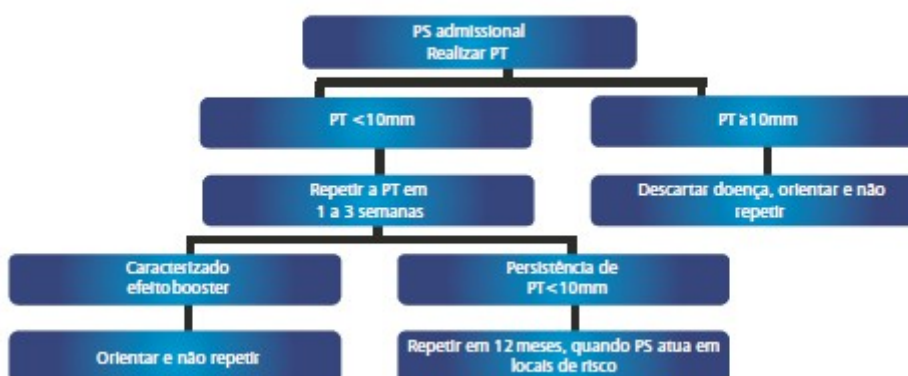 PS admissional
Realizar PT
PT <10mm
PT ≥10mm
Repetir a PT em
1 a 3 semanas
Descartar doença, orientar e não
repetir
Caracterizado
efeito booster
Persistência de
PT<10mm
Orientar e não repetir
Repetir em 12 meses, quando PS atua em
locais de risco